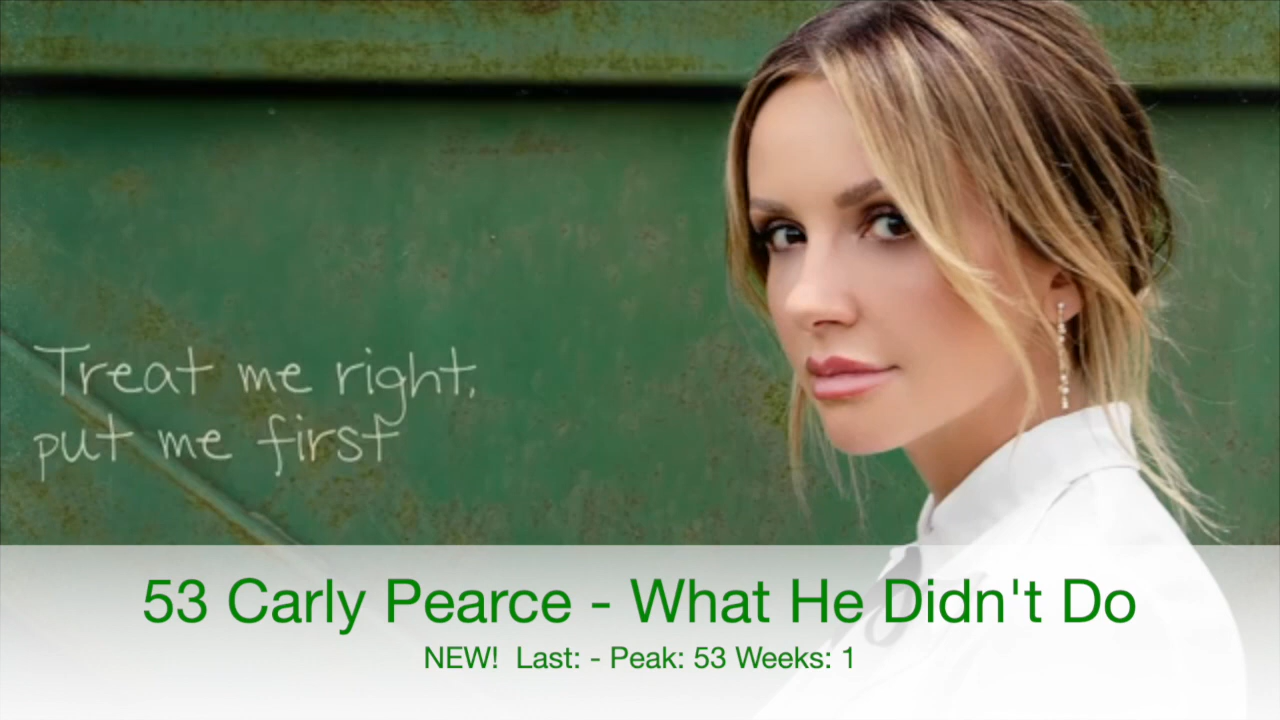 Treat me right,
put me first
53 Carly Pearce - What He Didn't Do
NEW!  Last: - Peak: 53 Weeks: 1